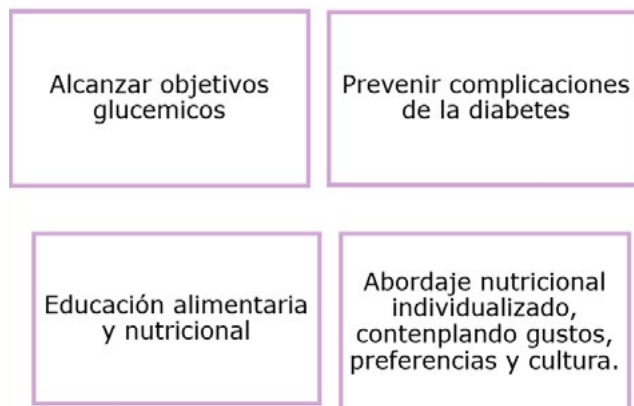 Alcanzar objetivos
glucemicos
Prevenir complicaciones
de la diabetes
Educación alimentaria
y nutricional
Abordaje nutricional
individualizado,
contenplando gustos,
preferencias y cultura.